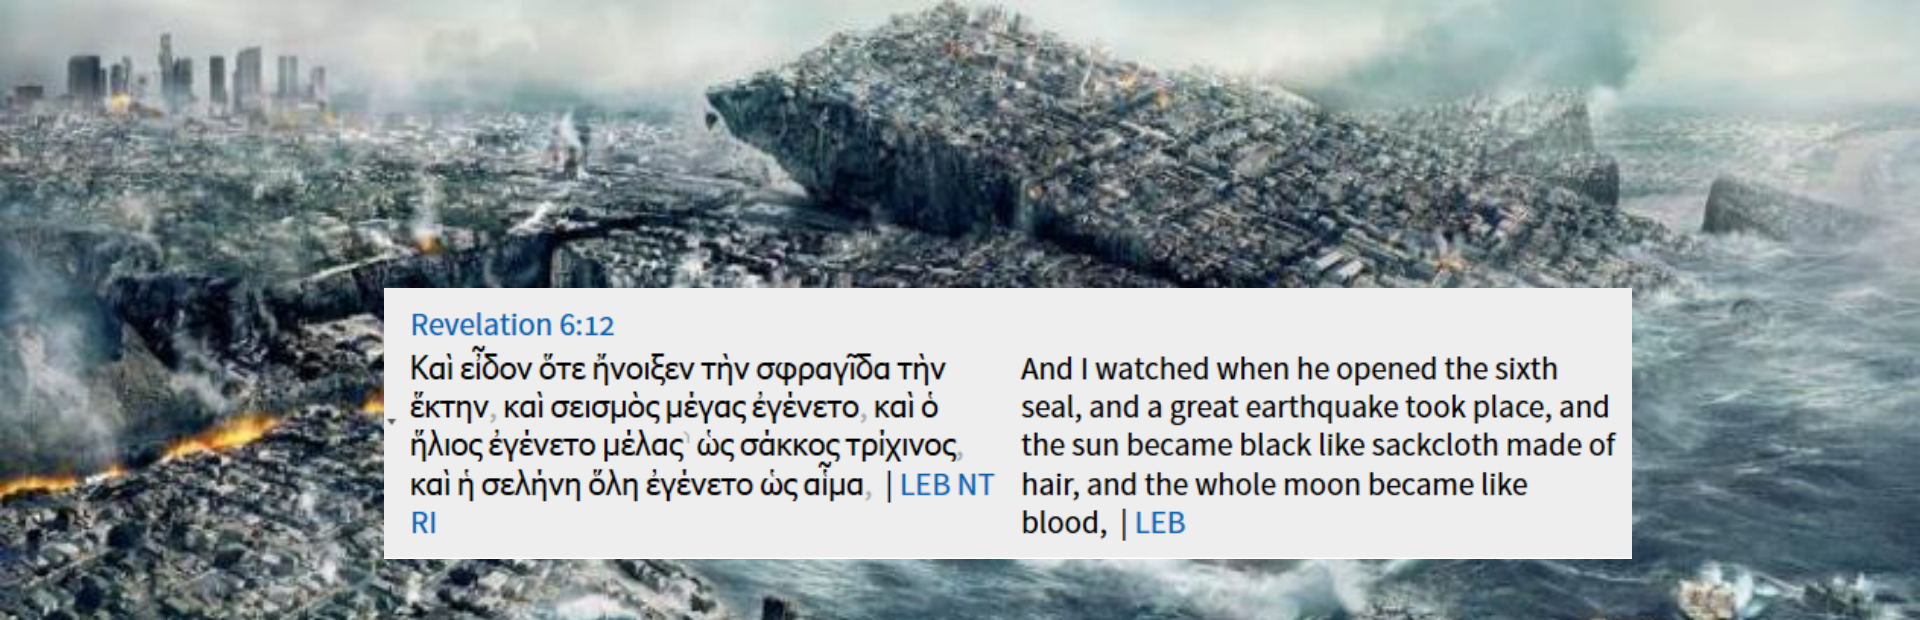 Revelation 6:12
Καὶ εἶδον ὅτε ἤνοιξεν τὴν σφραγῖδα τὴν
ἕκτην, καὶ σεισμὸς μέγας ἐγένετο, καὶ ὁ
ἥλιος ἐγένετο μέλας⸃ ὡς σάκκος τρίχινος,
καὶ ἡ σελήνη ὅλη ἐγένετο ὡς αἷμα, | LEB NT
RI
And I watched when he opened the sixth
seal, and a great earthquake took place, and
the sun became black like sackcloth made of
hair, and the whole moon became like
blood, | LEB